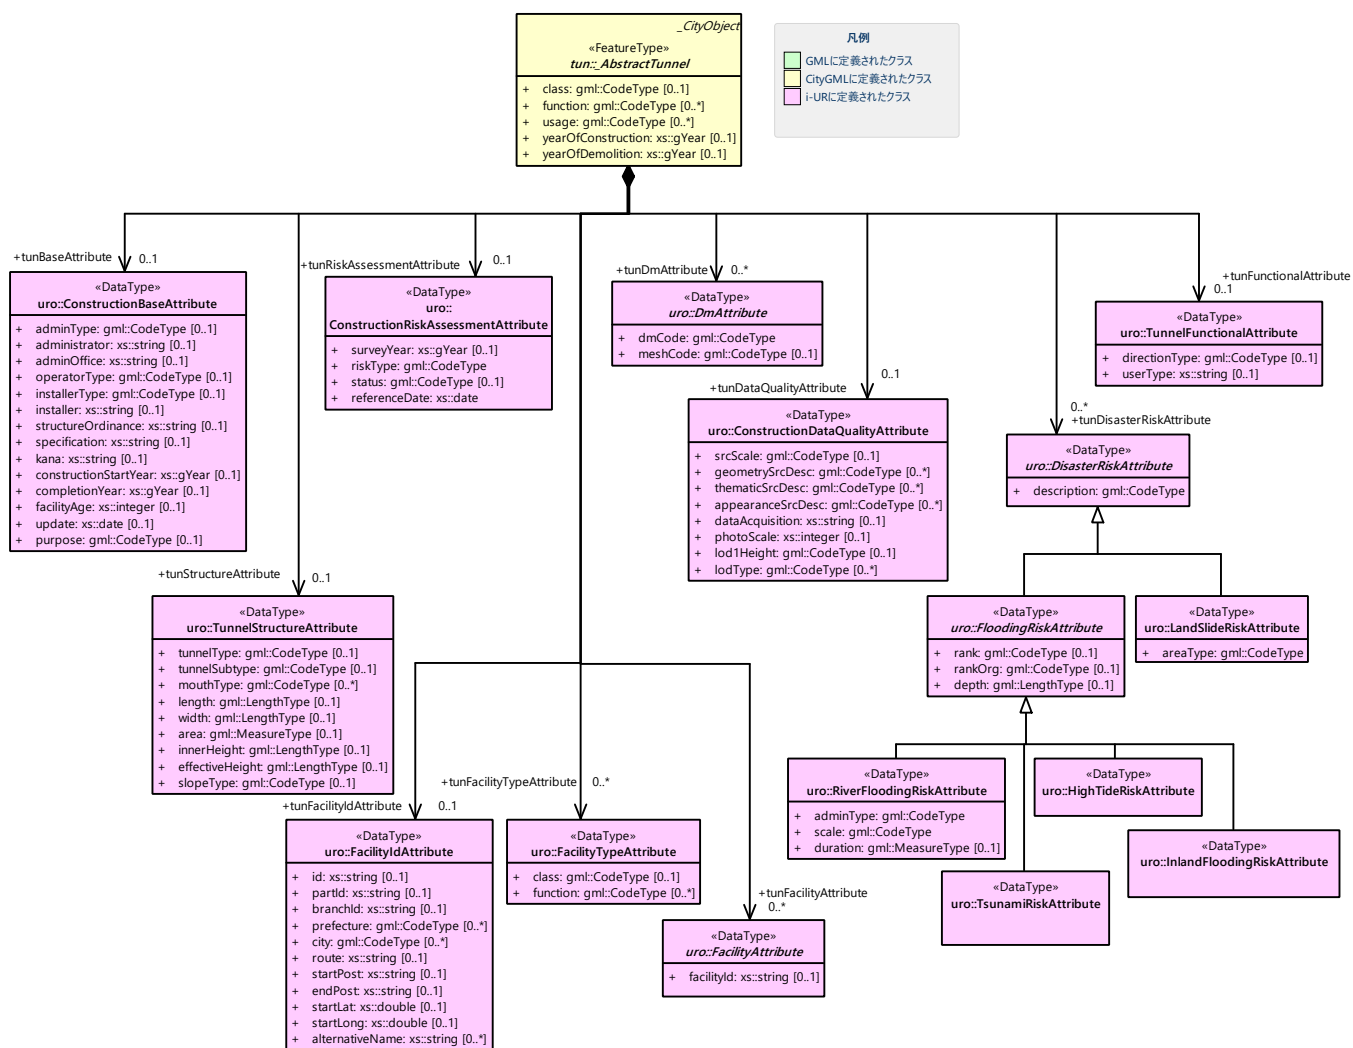 _CityObject
«FeatureType»
tun::_AbstractTunnel
+ class: gml::CodeType [0..1]
+ function: gml::CodeType [0..*]
+ usage: gml::CodeType [0..*]
+ yearOfConstruction: xs::gYear [0..1]
+ yearOfDemolition: xs::gYear [0..1]
凡例
GMLに定義されたクラス
CityGMLに定義されたクラス
i-URに定義されたクラス
+tunBaseAttribute
0..1
«DataType»
uro::ConstructionBaseAttribute
+ adminType: gml::CodeType [0..1]
+ administrator: xs::string [0..1]
+ adminOffice: xs::string [0..1]
+ operatorType: gml::CodeType [0..1]
+ installerType: gml::CodeType [0..1]
+ installer: xs::string [0..1]
+ structureOrdinance: xs::string [0..1]
+ specification: xs::string [0..1]
+ kana: xs::string [0..1]
+ constructionStartYear: xs::gYear [0..1]
+ completionYear: xs::gYear [0..1]
+ facilityAge: xs::integer [0..1]
+ update: xs::date [0..1]
+ purpose: gml::CodeType [0..1]
+tunRiskAssessmentAttribute
0..1
«DataType»
uro::
ConstructionRiskAssessmentAttribute
+ surveyYear: xs::gYear [0..1]
+ riskType: gml::CodeType
+ status: gml::CodeType [0..1]
+ referenceDate: xs::date
+tunDmAttribute
0..*
«DataType»
uro::DmAttribute
+ dmCode: gml::CodeType
+ meshCode: gml::CodeType [0..1]
+tunFunctionalAttribute
0..1
«DataType»
uro::TunnelFunctionalAttribute
+ directionType: gml::CodeType [0..1]
+ userType: xs::string [0..1]
+tunDataQualityAttribute
0..1
«DataType»
uro::ConstructionDataQualityAttribute
+ srcScale: gml::CodeType [0..1]
+ geometrySrcDesc: gml::CodeType [0..*]
+ thematicSrcDesc: gml::CodeType [0..*]
+ appearanceSrcDesc: gml::CodeType [0..*]
+ dataAcquisition: xs::string [0..1]
+ photoScale: xs::integer [0..1]
+ lod1Height: gml::CodeType [0..1]
+ lodType: gml::CodeType [0..*]
0..*
+tunDisasterRiskAttribute
«DataType»
uro::DisasterRiskAttribute
+ description: gml::CodeType
+tunStructureAttribute
0..1
«DataType»
uro::TunnelStructureAttribute
+ tunnelType: gml::CodeType [0..1]
+ tunnelSubtype: gml::CodeType [0..1]
+ mouthType: gml::CodeType [0..*]
+ length: gml::LengthType [0..1]
+ width: gml::LengthType [0..1]
+ area: gml::MeasureType [0..1]
+ innerHeight: gml::LengthType [0..1]
+ effectiveHeight: gml::LengthType [0..1]
+ slopeType: gml::CodeType [0..1]
«DataType»
uro::FloodingRiskAttribute
+ rank: gml::CodeType [0..1]
+ rankOrg: gml::CodeType [0..1]
+ depth: gml::LengthType [0..1]
«DataType»
uro::LandSlideRiskAttribute
+ areaType: gml::CodeType
«DataType»
uro::RiverFloodingRiskAttribute
+ adminType: gml::CodeType
+ scale: gml::CodeType
+ duration: gml::MeasureType [0..1]
«DataType»
uro::HighTideRiskAttribute
«DataType»
uro::InlandFloodingRiskAttribute
«DataType»
uro::TsunamiRiskAttribute
+tunFacilityIdAttribute
0..1
«DataType»
uro::FacilityIdAttribute
+ id: xs::string [0..1]
+ partId: xs::string [0..1]
+ branchId: xs::string [0..1]
+ prefecture: gml::CodeType [0..*]
+ city: gml::CodeType [0..*]
+ route: xs::string [0..1]
+ startPost: xs::string [0..1]
+ endPost: xs::string [0..1]
+ startLat: xs::double [0..1]
+ startLong: xs::double [0..1]
+ alternativeName: xs::string [0..*]
+tunFacilityTypeAttribute
0..*
«DataType»
uro::FacilityTypeAttribute
+ class: gml::CodeType [0..1]
+ function: gml::CodeType [0..*]
+tunFacilityAttribute
0..*
«DataType»
uro::FacilityAttribute
+ facilityId: xs::string [0..1]